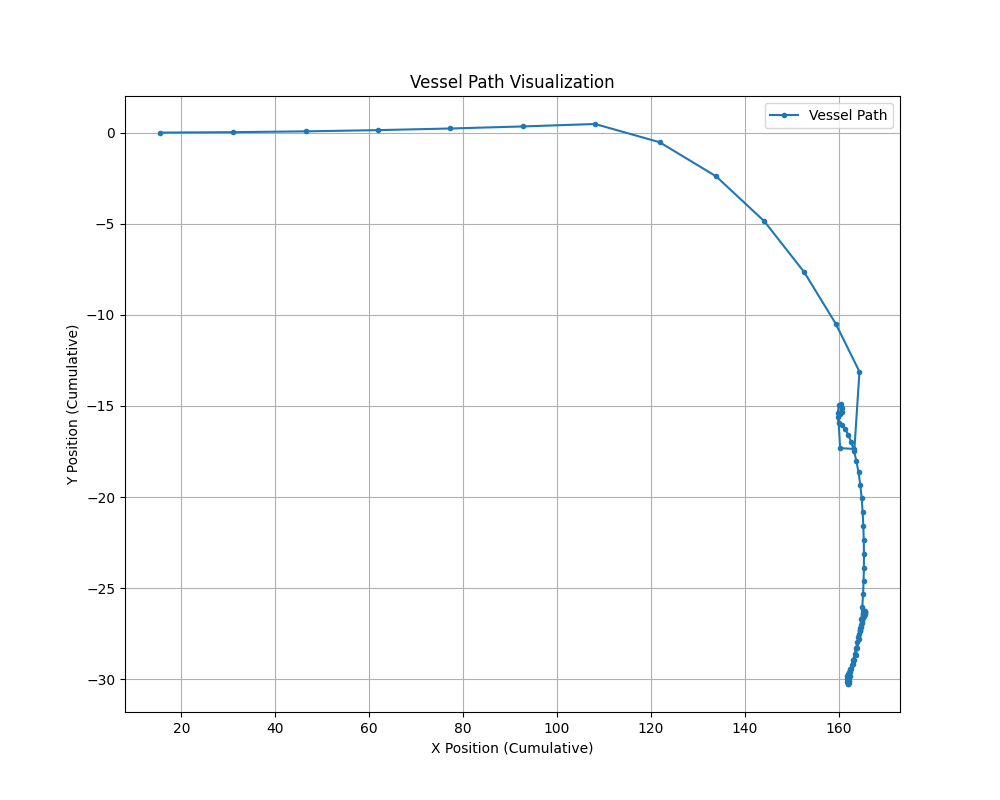 Vessel Path Visualization
Vessel Path
Y Position (Cumulative)
0
−5
−10
−15
−20
−25
−30
20 40 60 80 100 120 140 160
X Position (Cumulative)